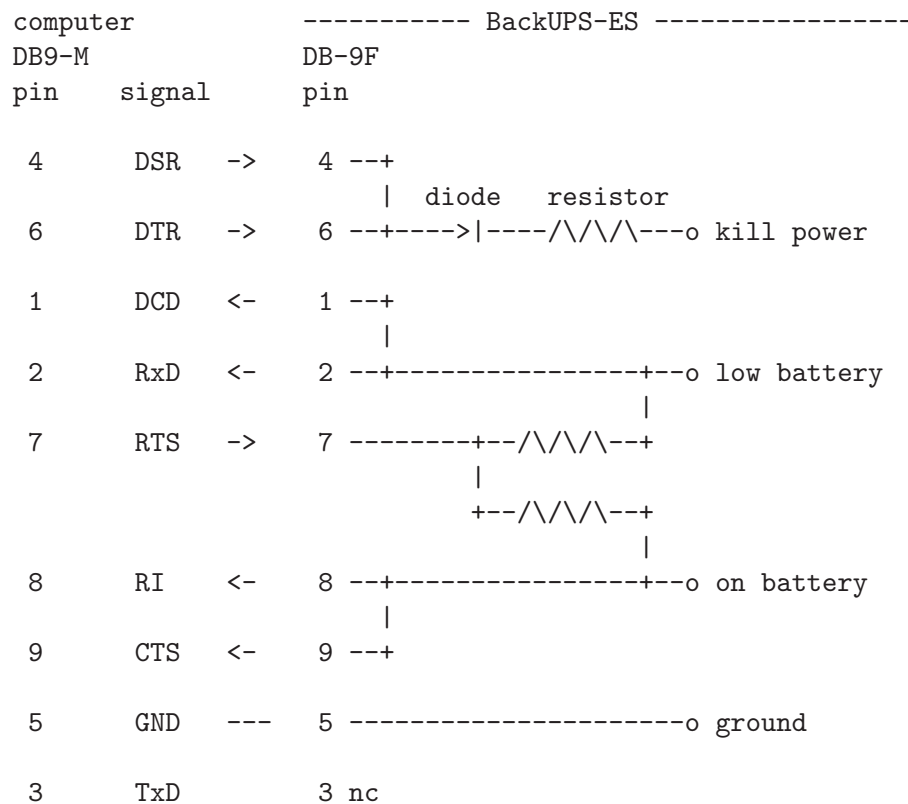 computer           ----------- BackUPS-ES -----------------
DB9-M              DB-9F
pin    signal      pin

 4      DSR   ->    4 --+
                        |  diode   resistor
 6      DTR   ->    6 --+---->|----/\/\/\---o kill power

 1      DCD   <-    1 --+
                        |
 2      RxD   <-    2 --+----------------+--o low battery
                                         |
 7      RTS   ->    7 --------+--/\/\/\--+
                              |
                              +--/\/\/\--+
                                         |
 8      RI    <-    8 --+----------------+--o on battery
                        |
 9      CTS   <-    9 --+

 5      GND   ---   5 ----------------------o ground

 3      TxD         3 nc